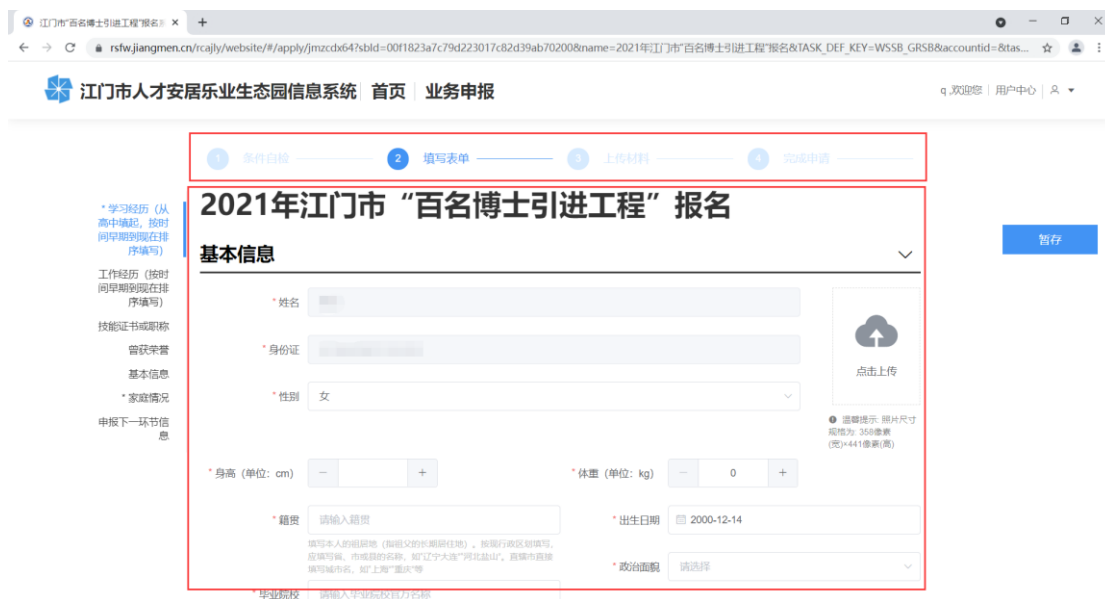 江门市"百名博士引进工程"报名
rsfw.jiangmen.cn/rcajly/website/#/apply/jmzcdx64?sbId=00f1823a7c79d223017c82d39ab70200&name=2021年江门市"百名博士引进工程"报名&TASK_DEF_KEY=WSSB_GRSB&accountid=&tas...
江门市人才安居乐业生态园信息系统 首页 业务申报
q ,欢迎您 用户中心
1 条件自检 2 填写表单 3 上传材料 4 完成申请
* 学习经历（从
高中填起，按时
间早期到现在排
序填写）
工作经历（按时
间早期到现在排
序填写）
技能证书或职称
曾获荣誉
基本信息
* 家庭情况
申报下一环节信
息
2021年江门市“百名博士引进工程”报名
暂存
基本信息
* 姓名
* 身份证
* 性别 女
点击上传
温馨提示: 照片尺寸
规格为: 358像素
(宽)×441像素(高)
* 身高（单位：cm） − +
* 体重（单位：kg） − 0 +
* 籍贯 请输入籍贯
* 出生日期 2000-12-14
填写本人的祖居地（指祖父的长期居住地）。按现行政区划填写，
应填写省、市或县的名称，如"辽宁大连""河北盐山"。直辖市直接
填写城市名，如"上海""重庆"等
* 政治面貌 请选择
* 毕业院校 请输入毕业院校官方名称